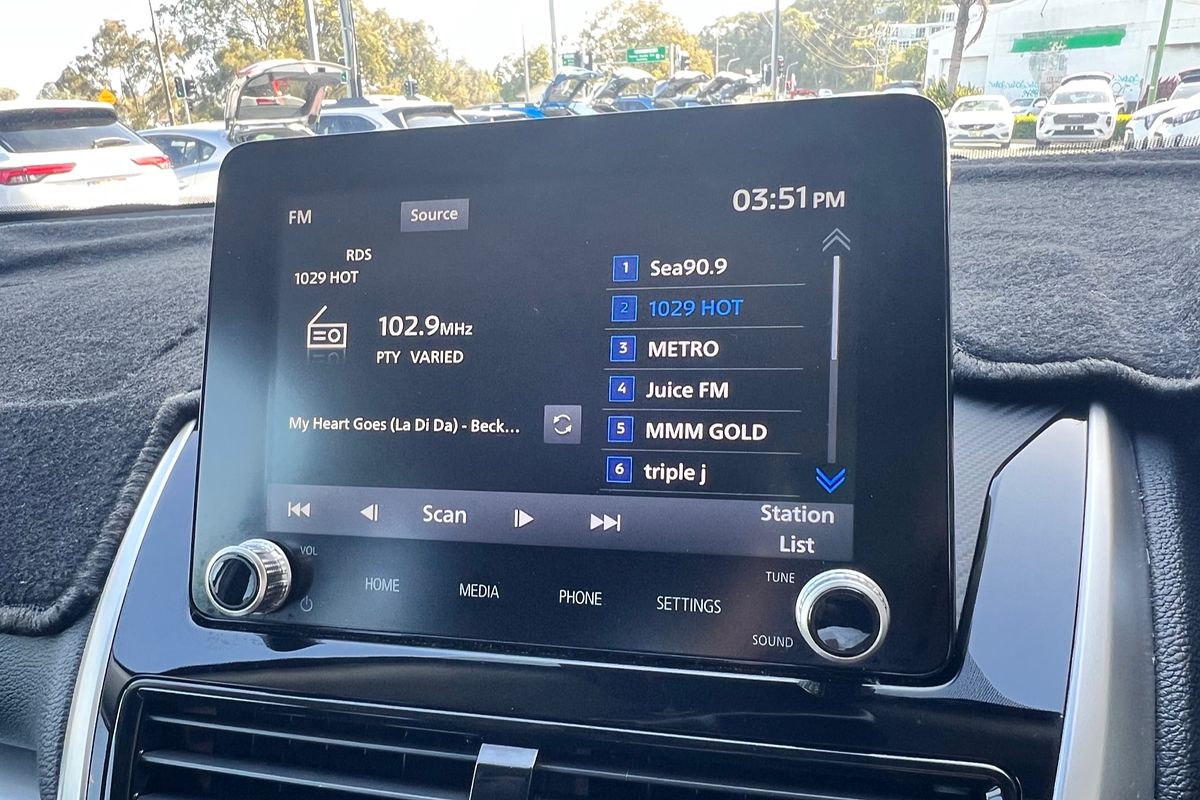 FM
Source
03:51 PM
RDS
1029 HOT
102.9MHz
PTY VARIED
My Heart Goes (La Di Da) - Beck...
1 Sea90.9
2 1029 HOT
3 METRO
4 Juice FM
5 MMM GOLD
6 triple j
Scan
Station
List
VOL
HOME
MEDIA
PHONE
SETTINGS
TUNE
SOUND